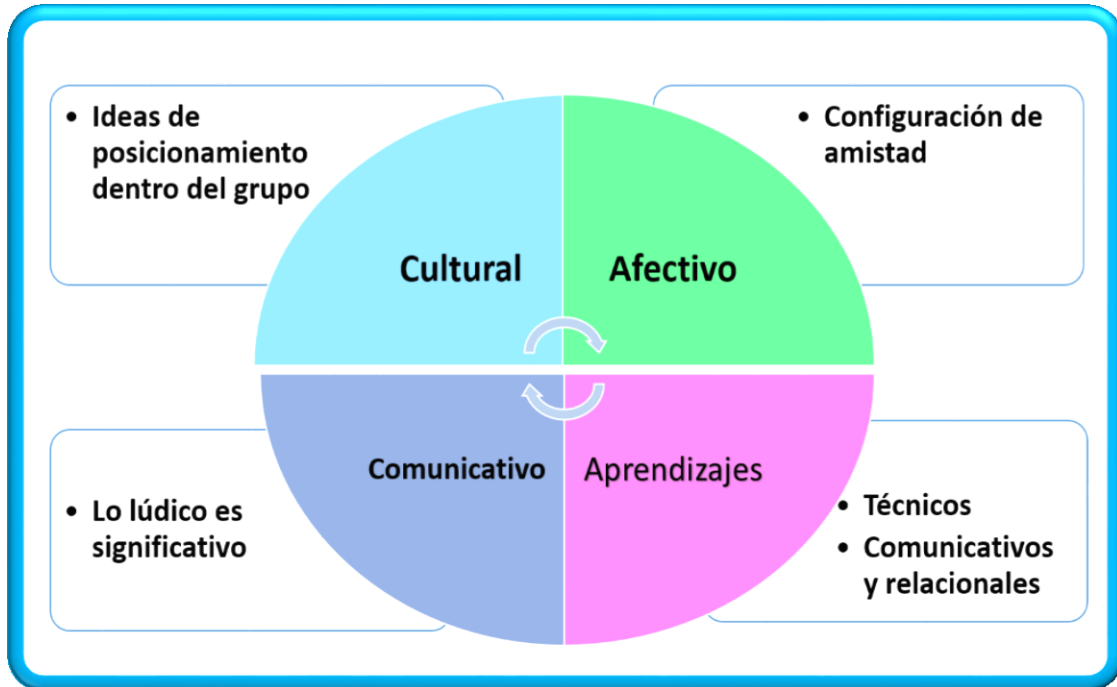 • Ideas de
posicionamiento
dentro del grupo
• Configuración de
amistad
Cultural
Afectivo
Comunicativo
Aprendizajes
• Lo lúdico es
significativo
• Técnicos
• Comunicativos
y relacionales